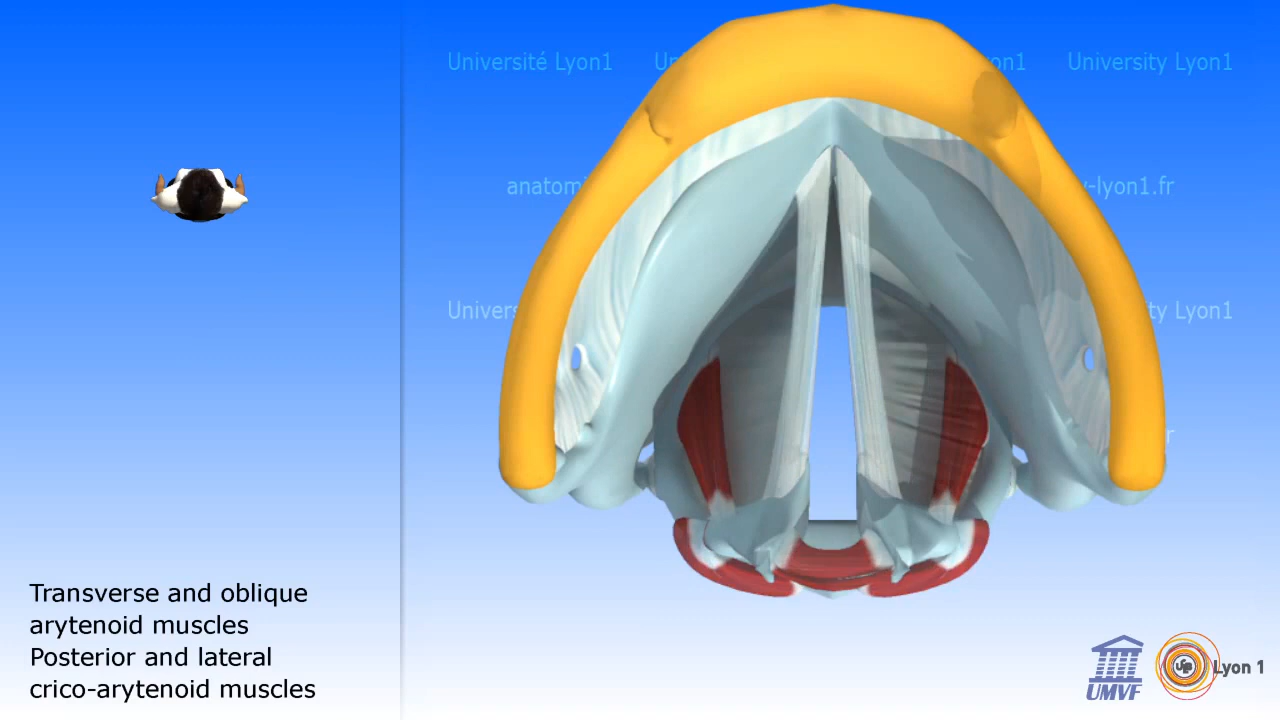 Université Lyon1
University Lyon1
Transverse and oblique
arytenoid muscles
Posterior and lateral
crico-arytenoid muscles
UMVF
Lyon 1